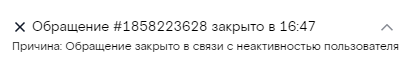 Обращение #1858223628 закрыто в 16:47
Причина: Обращение закрыто в связи с неактивностью пользователя